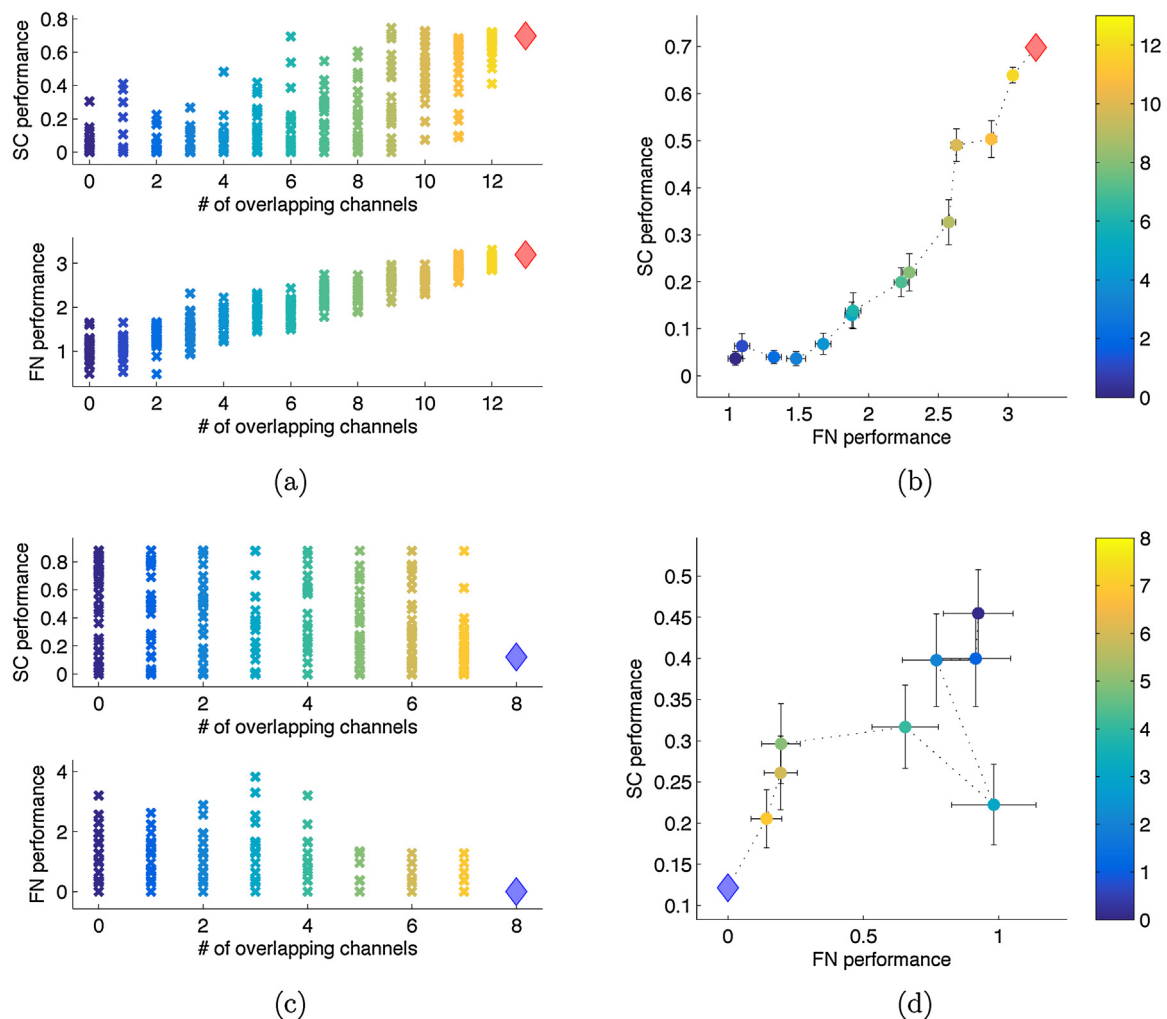 SC performance
0.8
0.6
0.4
0.2
0
0 2 4 6 8 10 12
# of overlapping channels
FN performance
3
2
1
0 2 4 6 8 10 12
# of overlapping channels
(a)
SC performance
0.7
0.6
0.5
0.4
0.3
0.2
0.1
0
1 1.5 2 2.5 3
FN performance
12
10
8
6
4
2
0
(b)
SC performance
0.8
0.6
0.4
0.2
0
0 2 4 6 8
# of overlapping channels
FN performance
4
2
0
0 2 4 6 8
# of overlapping channels
(c)
SC performance
0.5
0.45
0.4
0.35
0.3
0.25
0.2
0.15
0.1
0 0.5 1
FN performance
8
7
6
5
4
3
2
1
0
(d)